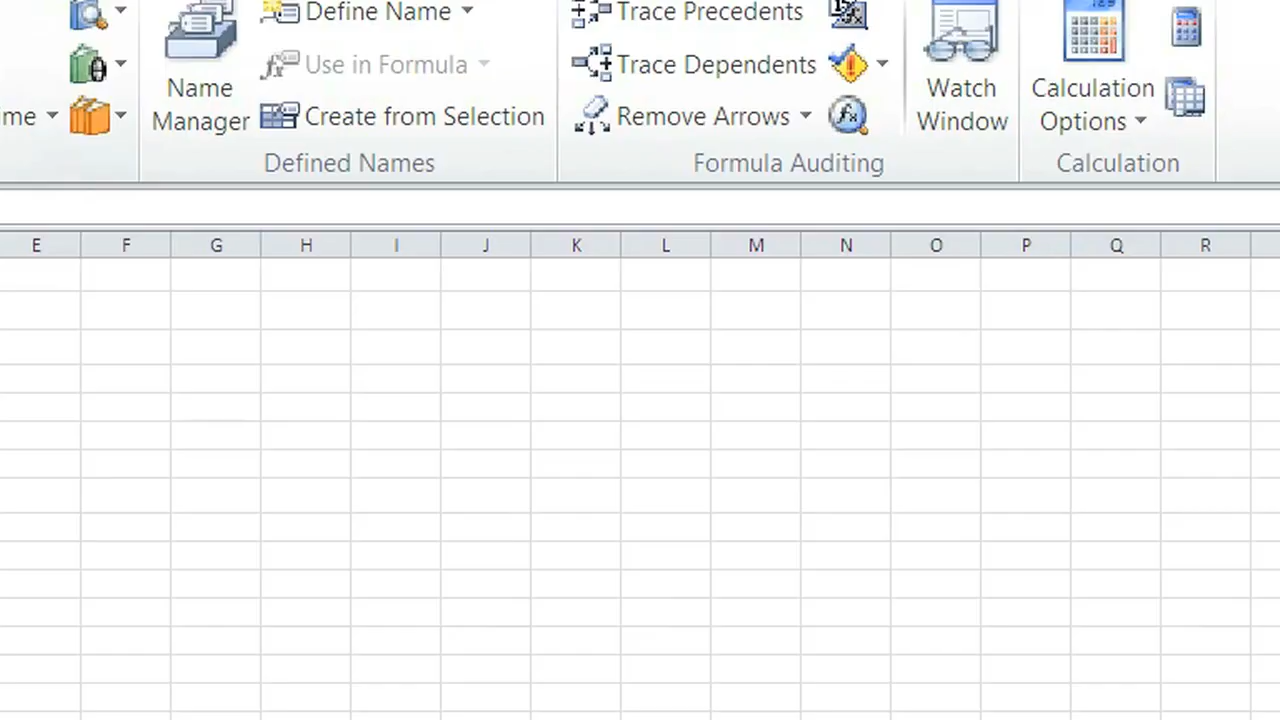 Define Name
Trace Precedents
Use in Formula
Trace Dependents
Name Manager
Create from Selection
Remove Arrows
Watch Window
Calculation Options
Defined Names
Formula Auditing
Calculation
E F G H I J K L M N O P Q R